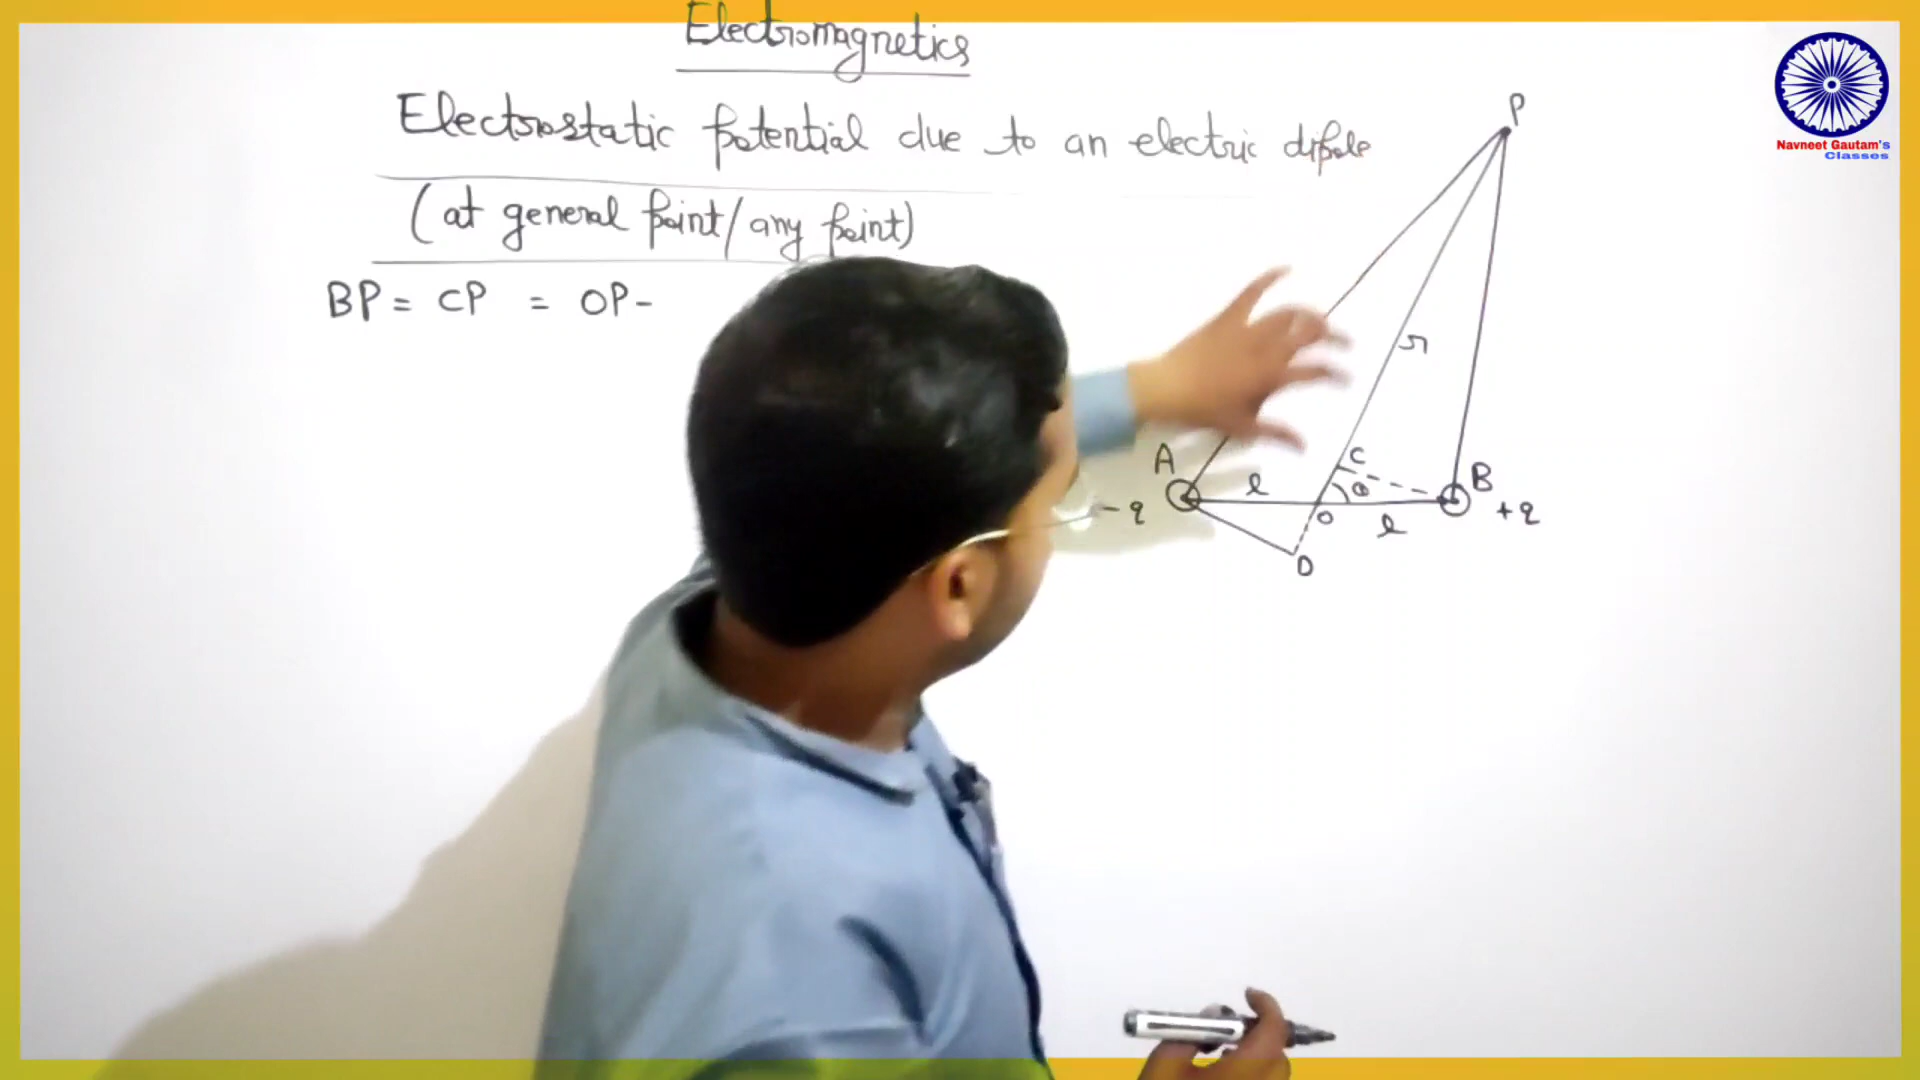 Electromagnetics
Electrostatic potential due to an electric dipole
(at general point/any point)
BP = CP = OP-
P
r
A
C
B
l
θ
-q
O
l
+q
D
Navneet Gautam's
Classes